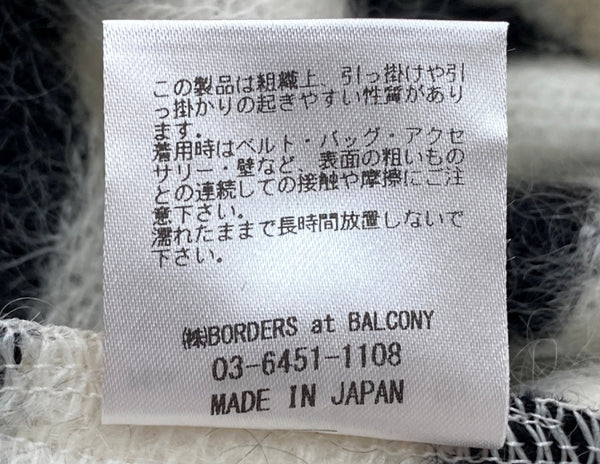 この製品は組織上、引っ掛けや引
っ掛かりの起きやすい性質があり
ます。
着用時はベルト・バッグ・アクセ
サリー・壁など、表面の粗いもの
との連続しての接触や摩擦にご注
意下さい。
濡れたままで長時間放置しないで
下さい。
㈱BORDERS at BALCONY
03-6451-1108
MADE IN JAPAN